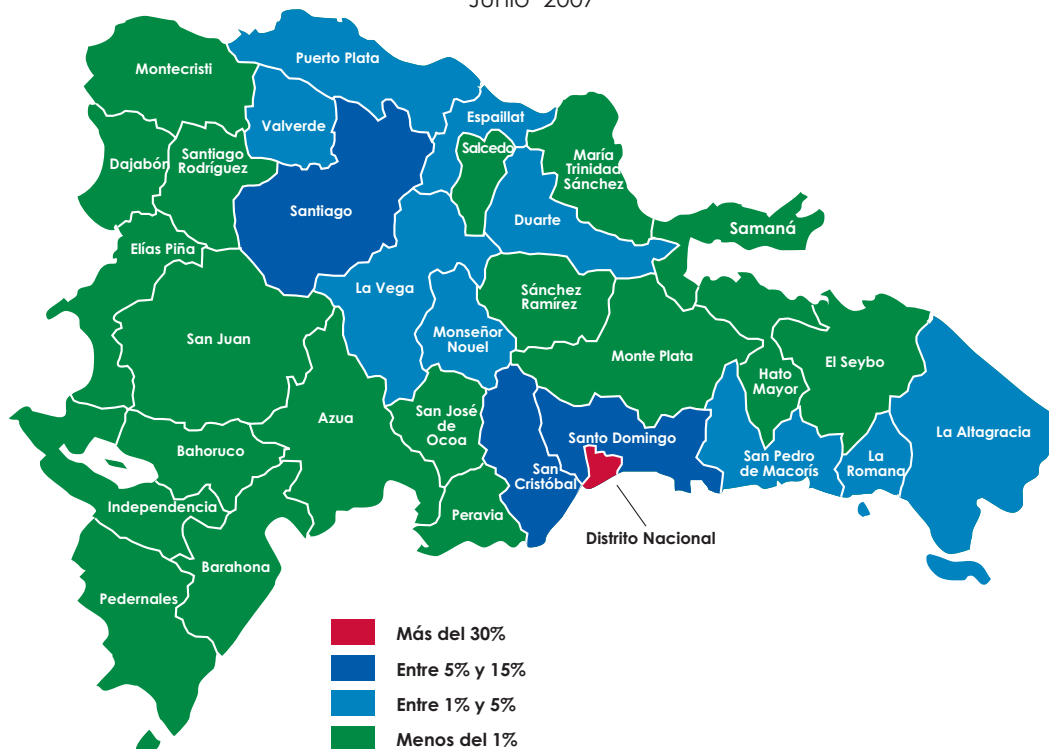 Junio 2007
Puerto Plata
Montecristi
Espaillat
Valverde
Salcedo
María
Trinidad
Sánchez
Dajabón
Santiago
Rodríguez
Santiago
Duarte
Samaná
Elías Piña
La Vega
Sánchez
Ramírez
San Juan
Monseñor
Nouel
Monte Plata
El Seybo
Hato
Mayor
Azua
San José
de
Ocoa
La Altagracia
Santo Domingo
Bahoruco
San Pedro
de Macorís
La
Romana
San
Cristóbal
Independencia
Peravia
Distrito Nacional
Barahona
Pedernales
Más del 30%
Entre 5% y 15%
Entre 1% y 5%
Menos del 1%